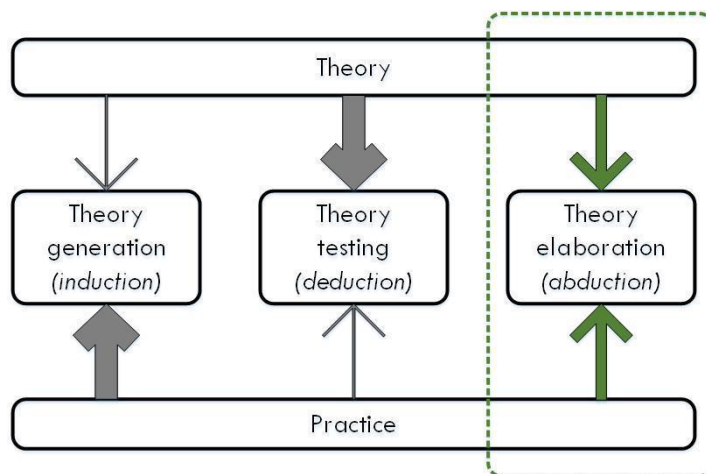 Theory
Theory
generation
(induction)
Theory
testing
(deduction)
Theory
elaboration
(abduction)
Practice